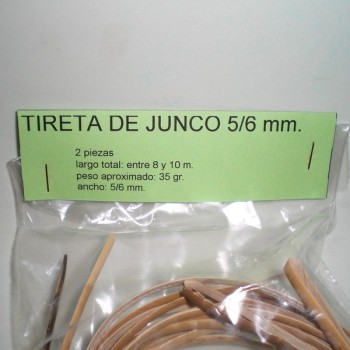 TIRETA DE JUNCO 5/6 mm.
2 piezas
largo total: entre 8 y 10 m.
peso aproximado: 35 gr.
ancho: 5/6 mm.